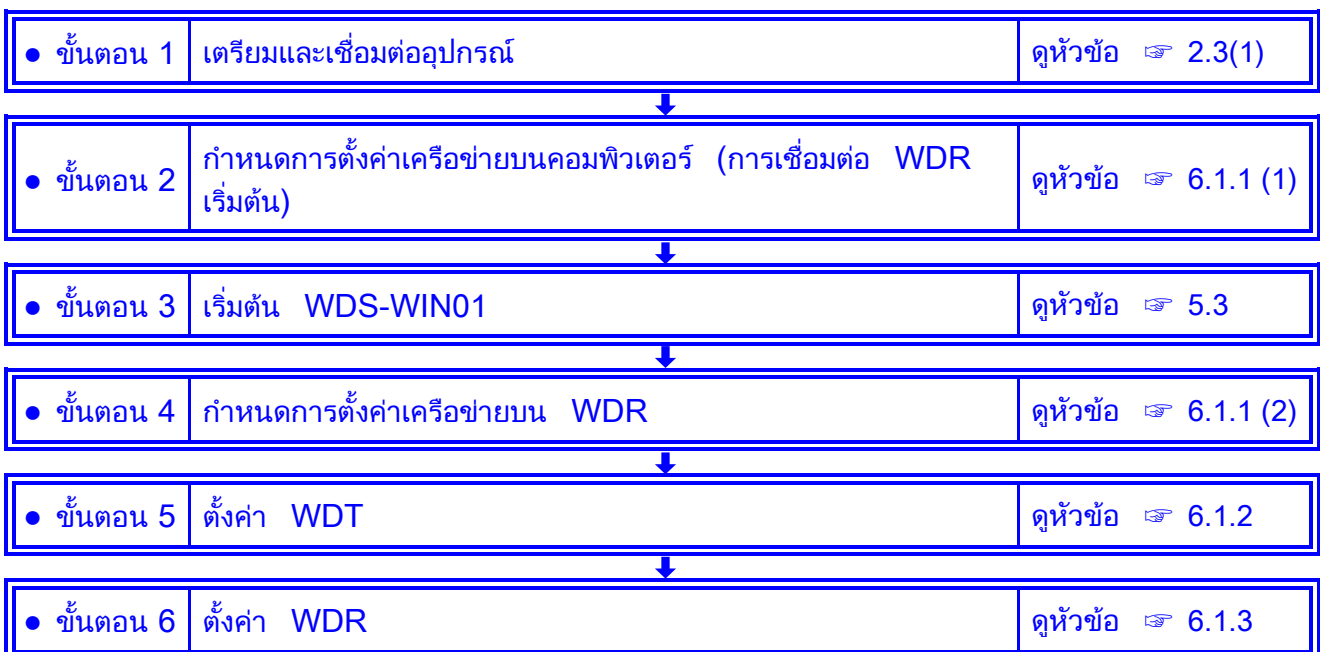 ● ขั้นตอน 1 เตรียมและเชื่อมต่ออุปกรณ์ ดูหัวข้อ ☞ 2.3(1)
● ขั้นตอน 2 กำหนดการตั้งค่าเครือข่ายบนคอมพิวเตอร์ (การเชื่อมต่อ WDR
เริ่มต้น) ดูหัวข้อ ☞ 6.1.1 (1)
● ขั้นตอน 3 เริ่มต้น WDS-WIN01 ดูหัวข้อ ☞ 5.3
● ขั้นตอน 4 กำหนดการตั้งค่าเครือข่ายบน WDR ดูหัวข้อ ☞ 6.1.1 (2)
● ขั้นตอน 5 ตั้งค่า WDT ดูหัวข้อ ☞ 6.1.2
● ขั้นตอน 6 ตั้งค่า WDR ดูหัวข้อ ☞ 6.1.3